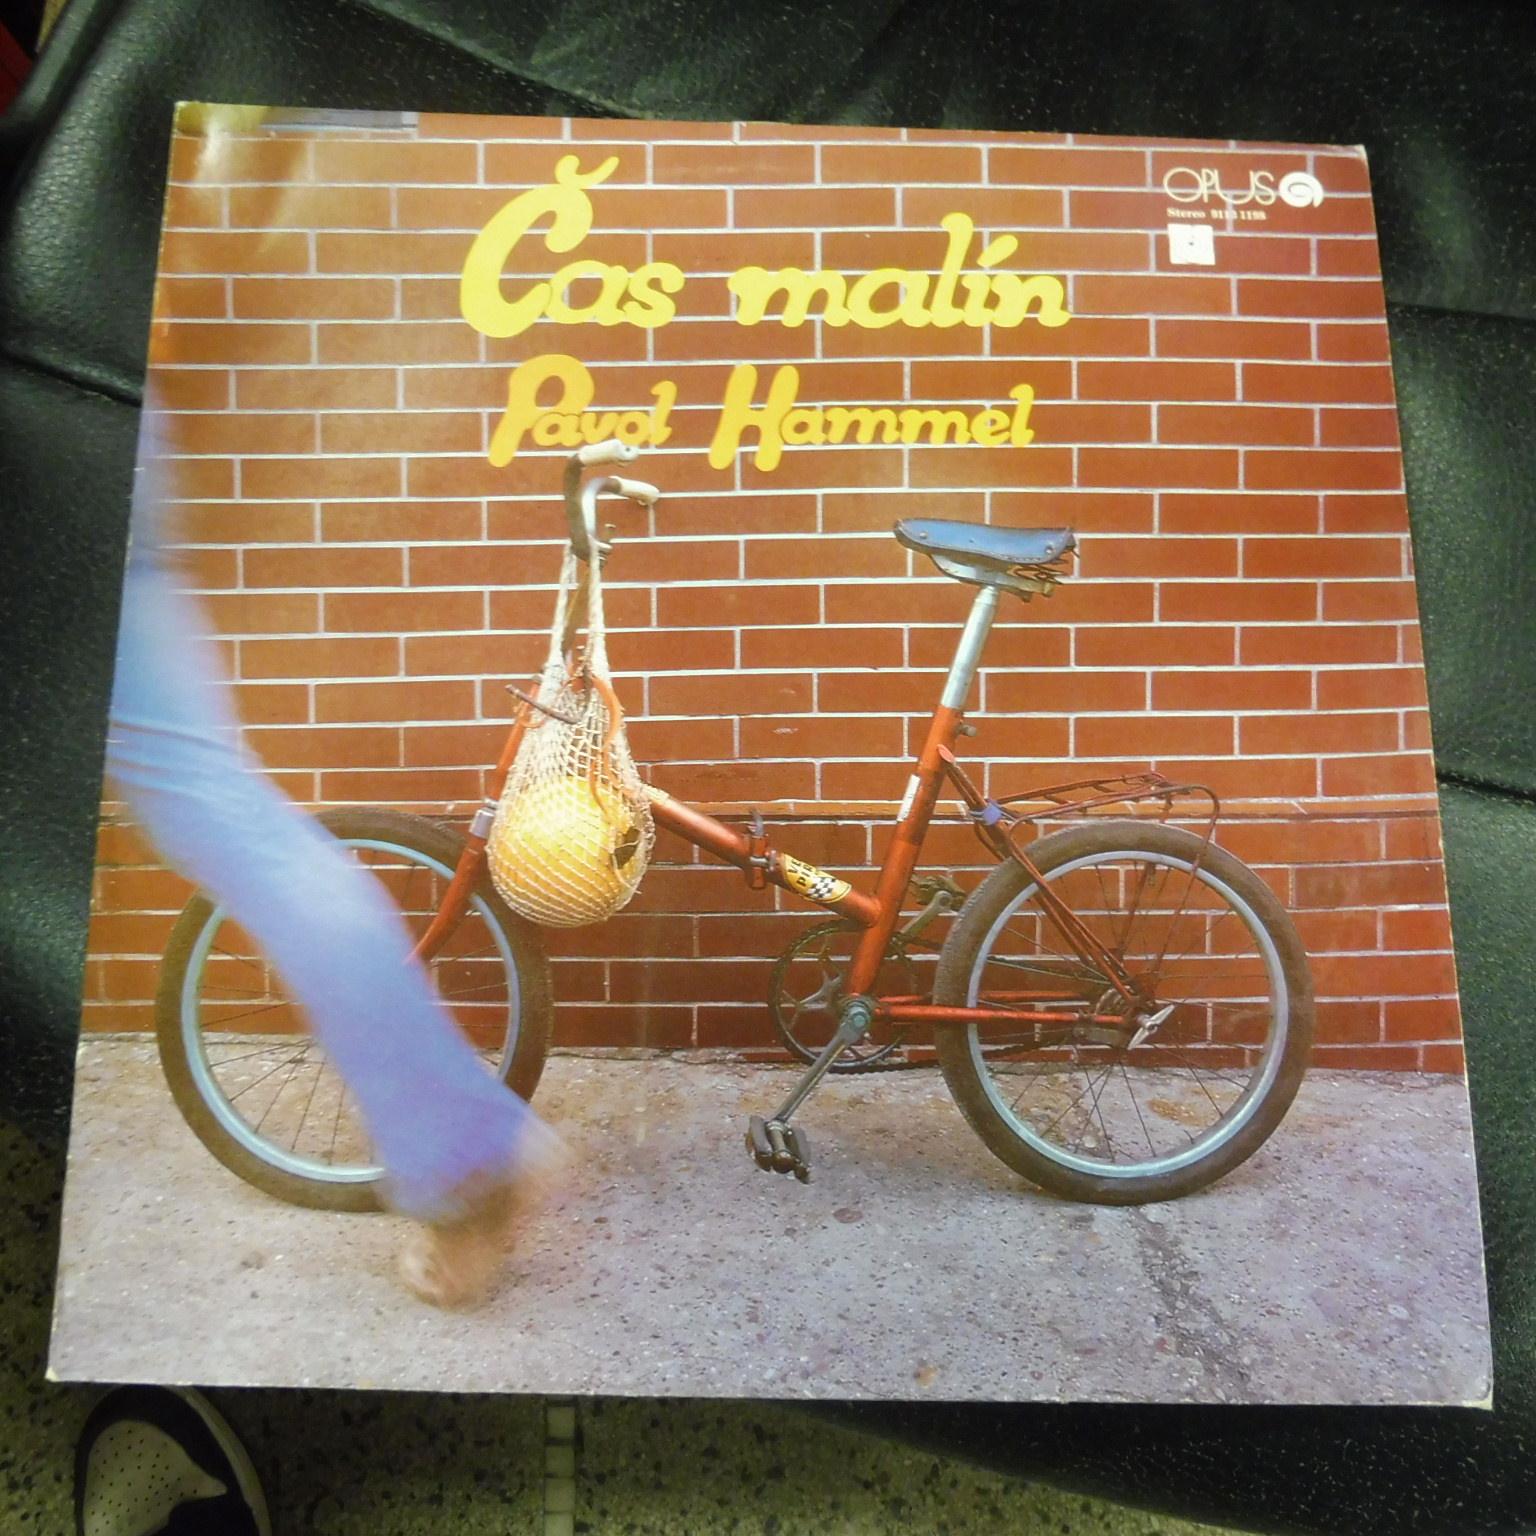 Čas malín
Pavol Hammel
OPUS
Stereo 9113 1198